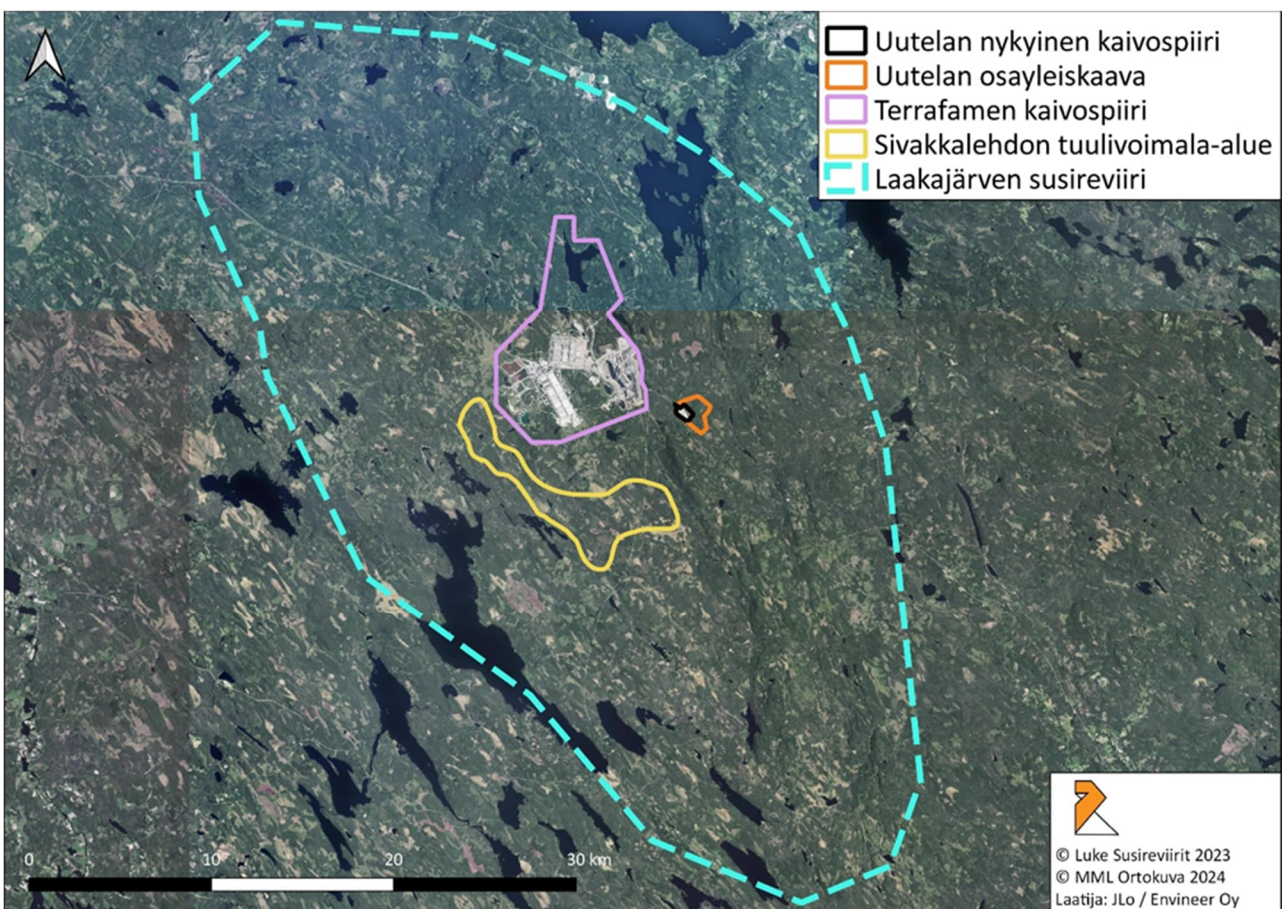 Uutelan nykyinen kaivospiiri
Uutelan osayleiskaava
Terrafamen kaivospiiri
Sivakkalehdon tuulivoimala-alue
Laakajärven susireviiri
0 10 20 30 km
© Luke Susireviirit 2023
© MML Ortokuva 2024
Laatija: JLo / Envineer Oy